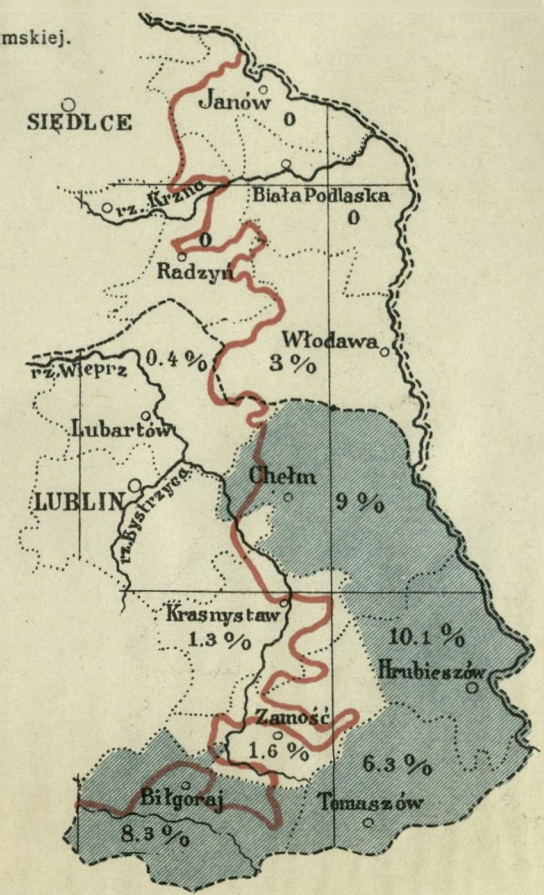 mskiej.
SIEDLCE
Janów
0
rz. Krzna
Biała Podlaska
0
0
Radzyń
Włodawa
3 %
0.4 %
rz. Wieprz
Lubartów
Chełm
LUBLIN
9 %
rz. Bystrzyca
Krasnystaw
1.3 %
10.1 %
Hrubieszów
Zamość
1.6 %
6.3 %
Biłgoraj
Tomaszów
8.3 %